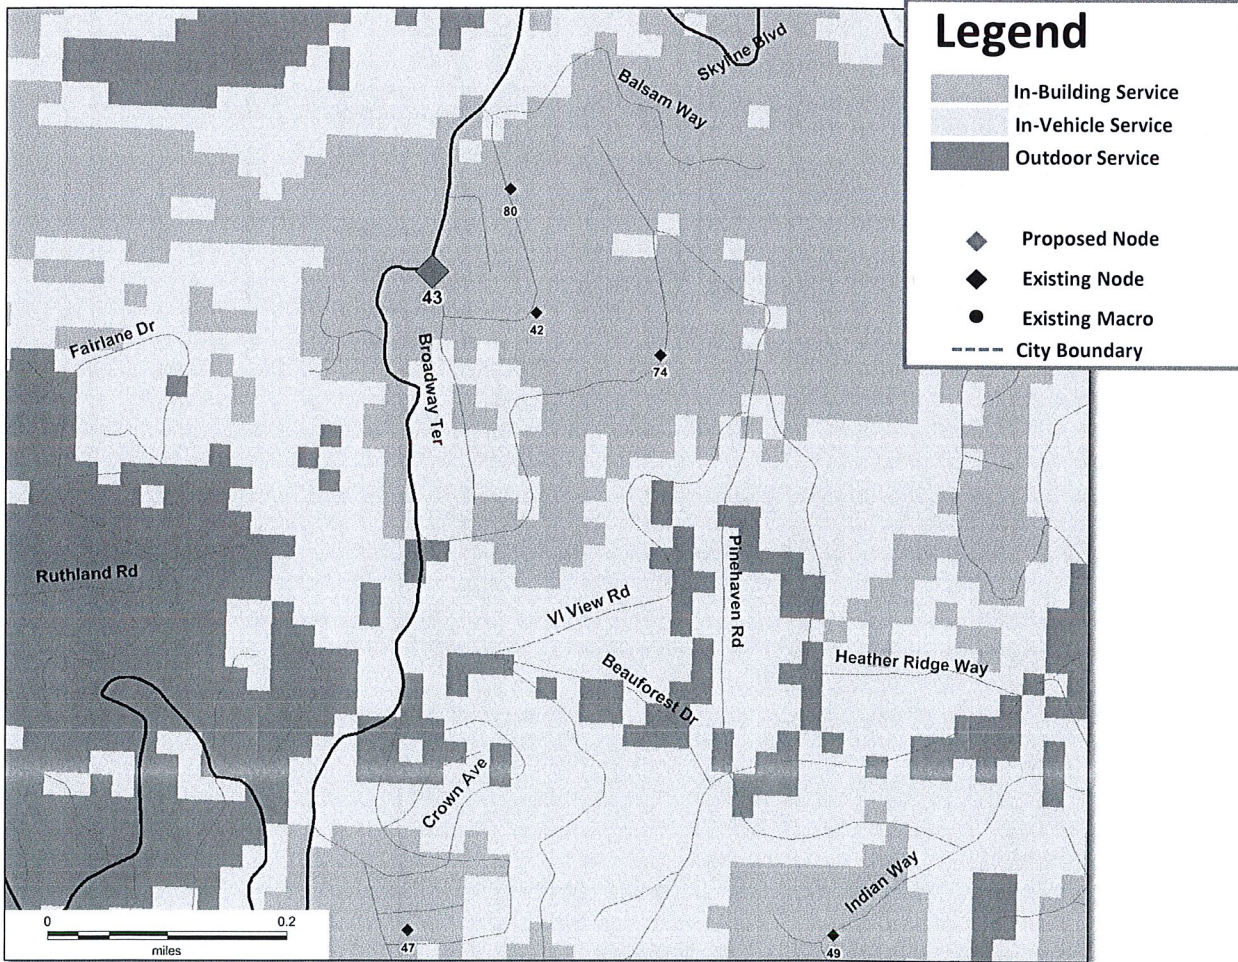 Legend
In-Building Service
In-Vehicle Service
Outdoor Service
Proposed Node
Existing Node
Existing Macro
City Boundary
Skyline Blvd
Balsam Way
80
43
42
74
Fairlane Dr
Broadway Ter
Ruthland Rd
Pinehaven Rd
VI View Rd
Beauforest Dr
Heather Ridge Way
Crown Ave
Indian Way
47
49
0 0.2
miles